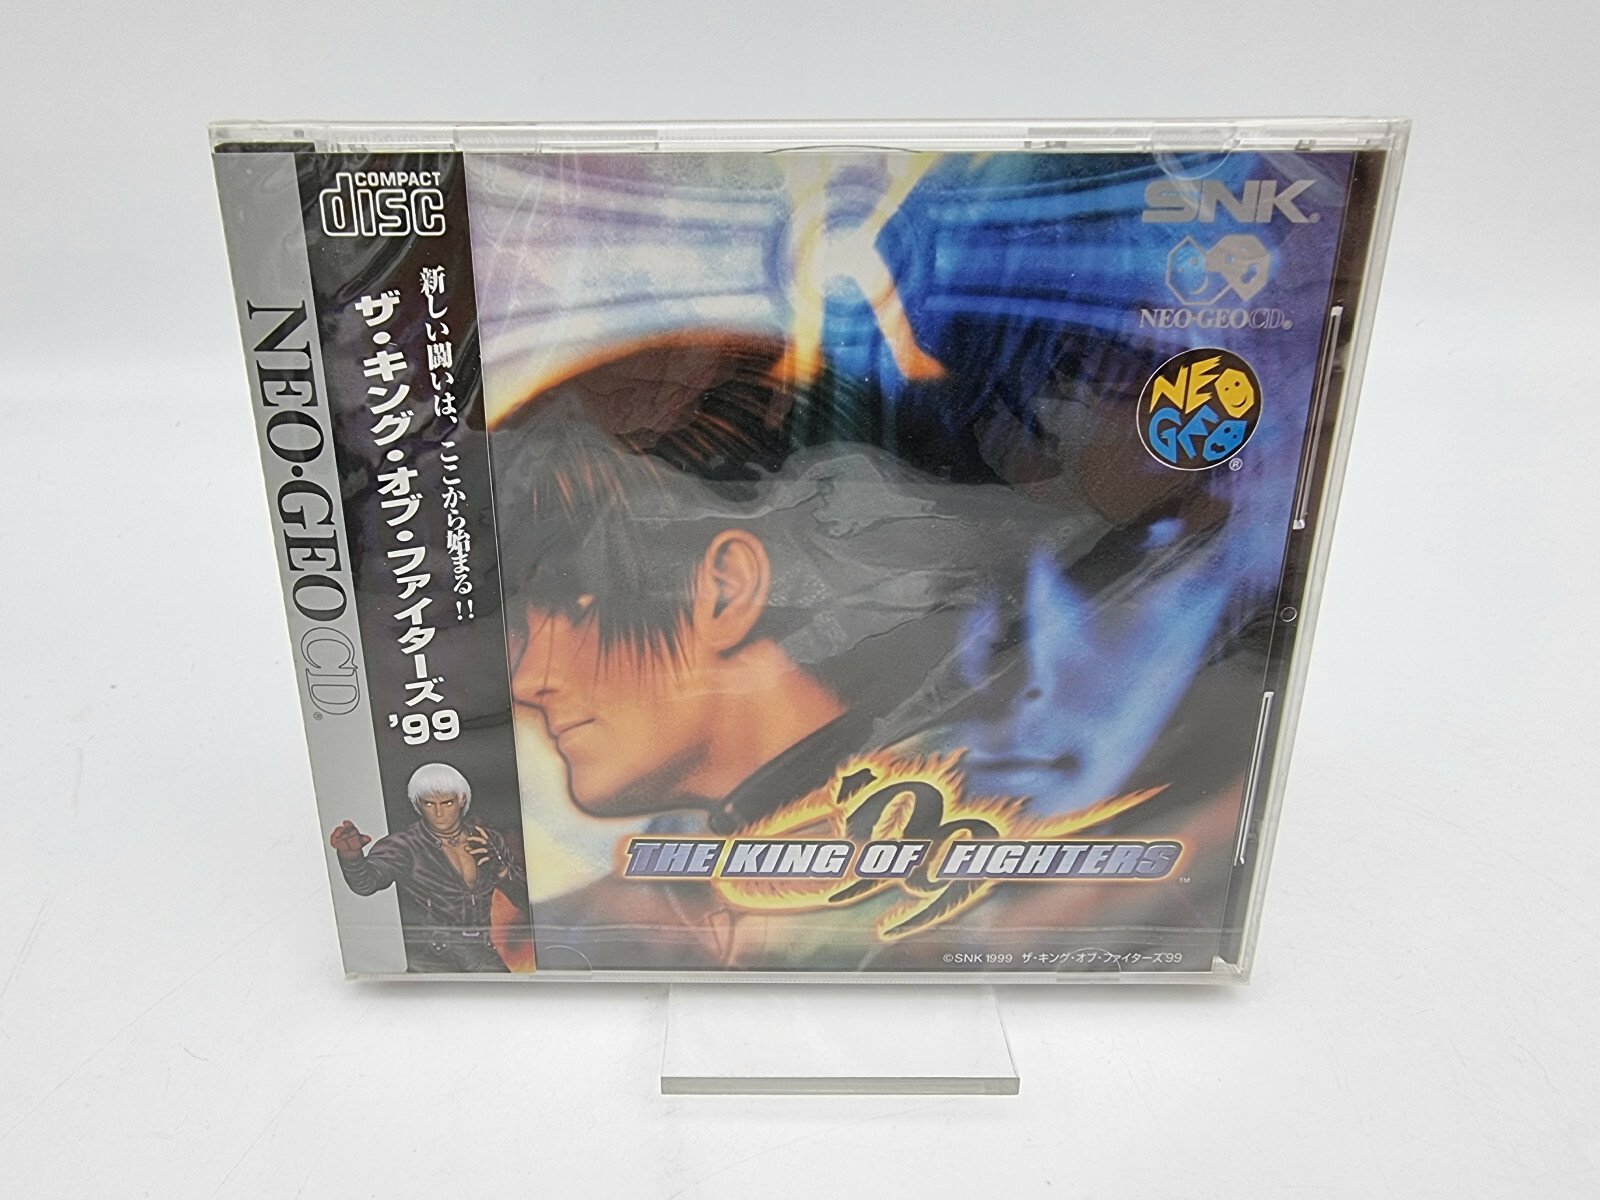 COMPACT
disc
NEO·GEO CD®
新しい闘いは、ここから始まる!!
ザ・キング・オブ・ファイターズ
'99
K
SNK®
NEO·GEO CD®
NEO
GEO®
'99
THE KING OF FIGHTERS™
©SNK 1999 ザ・キング・オブ・ファイターズ'99